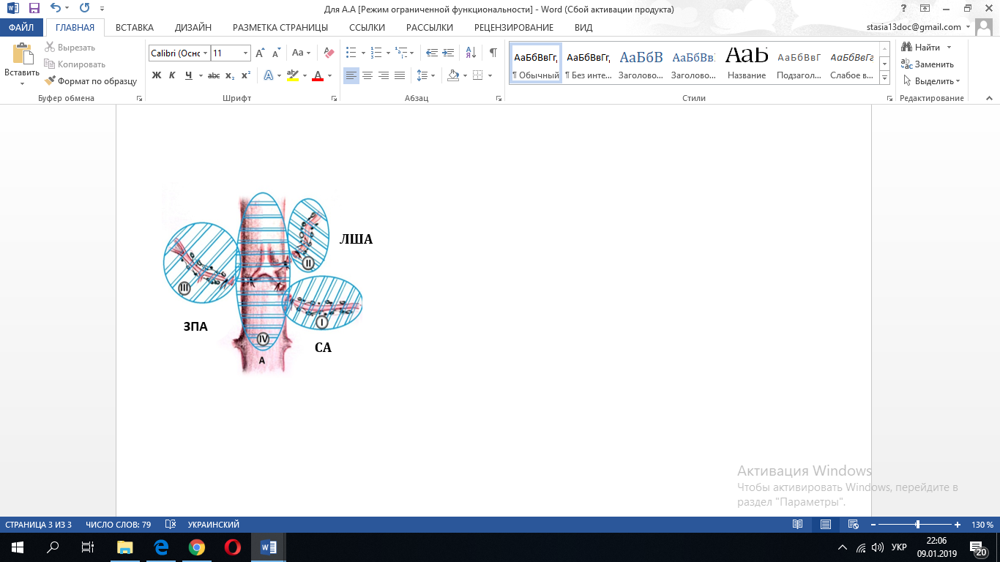 Для А.А [Режим ограниченной функциональности] - Word (Сбой активации продукта)
ФАЙЛ ГЛАВНАЯ ВСТАВКА ДИЗАЙН РАЗМЕТКА СТРАНИЦЫ ССЫЛКИ РАССЫЛКИ РЕЦЕНЗИРОВАНИЕ ВИД stasia13doc@gmail.com
Вставить
Вырезать
Копировать
Формат по образцу
Буфер обмена
Calibri (Оснс 11
Ж К Ч abc x₂ x²
Шрифт
Абзац
АаБбВвГг, АаБбВвГг, АаБбВ АаБбВв: АаБ АаБбВвГ АаБбВвГг
¶ Обычный ¶ Без инте... Заголово... Заголово... Название Подзагол... Слабое в...
Стили
Найти
Заменить
Выделить
Редактирование
ЛША
II
III
I
ЗПА
IV
СА
А
Активация Windows
Чтобы активировать Windows, перейдите в
раздел "Параметры".
СТРАНИЦА 3 ИЗ 3 ЧИСЛО СЛОВ: 79 УКРАИНСКИЙ 130 %
УКР 22:06
09.01.2019 20